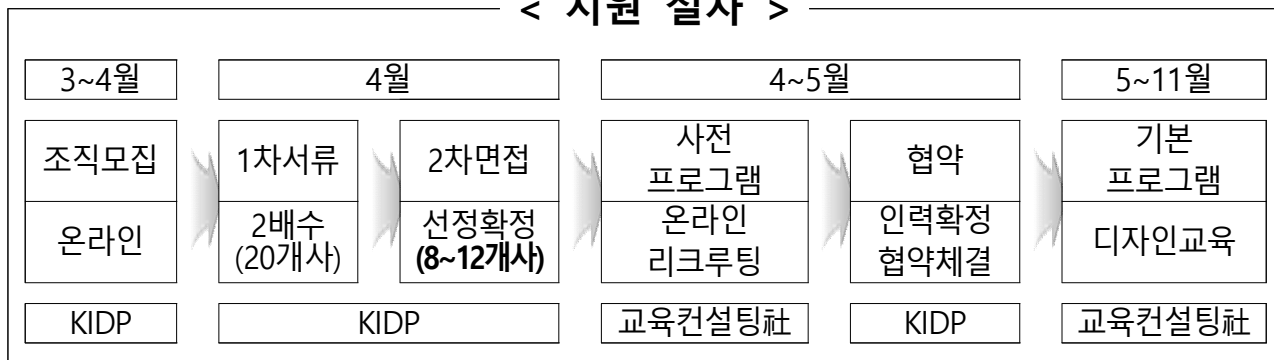 < 지원 절차 >
3~4월
4월
4~5월
5~11월
조직모집
온라인
1차서류
2배수
(20개사)
2차면접
선정확정
(8~12개사)
사전
프로그램
온라인
리크루팅
협약
인력확정
협약체결
기본
프로그램
디자인교육
KIDP
KIDP
교육컨설팅社
KIDP
교육컨설팅社